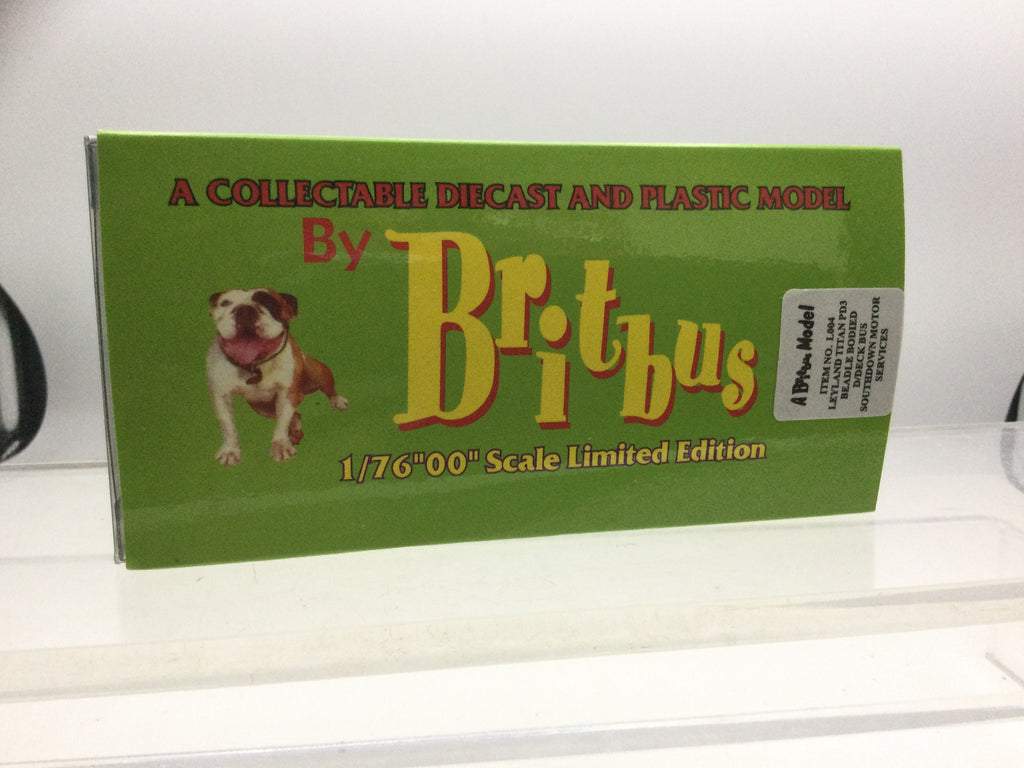 A COLLECTABLE DIECAST AND PLASTIC MODEL
By Britbus
1/76"00" Scale Limited Edition
A Britbus Model
ITEM NO. L004
LEYLAND TITAN PD3
BEADLE BODIED
D/DECK BUS
SOUTHDOWN MOTOR
SERVICES